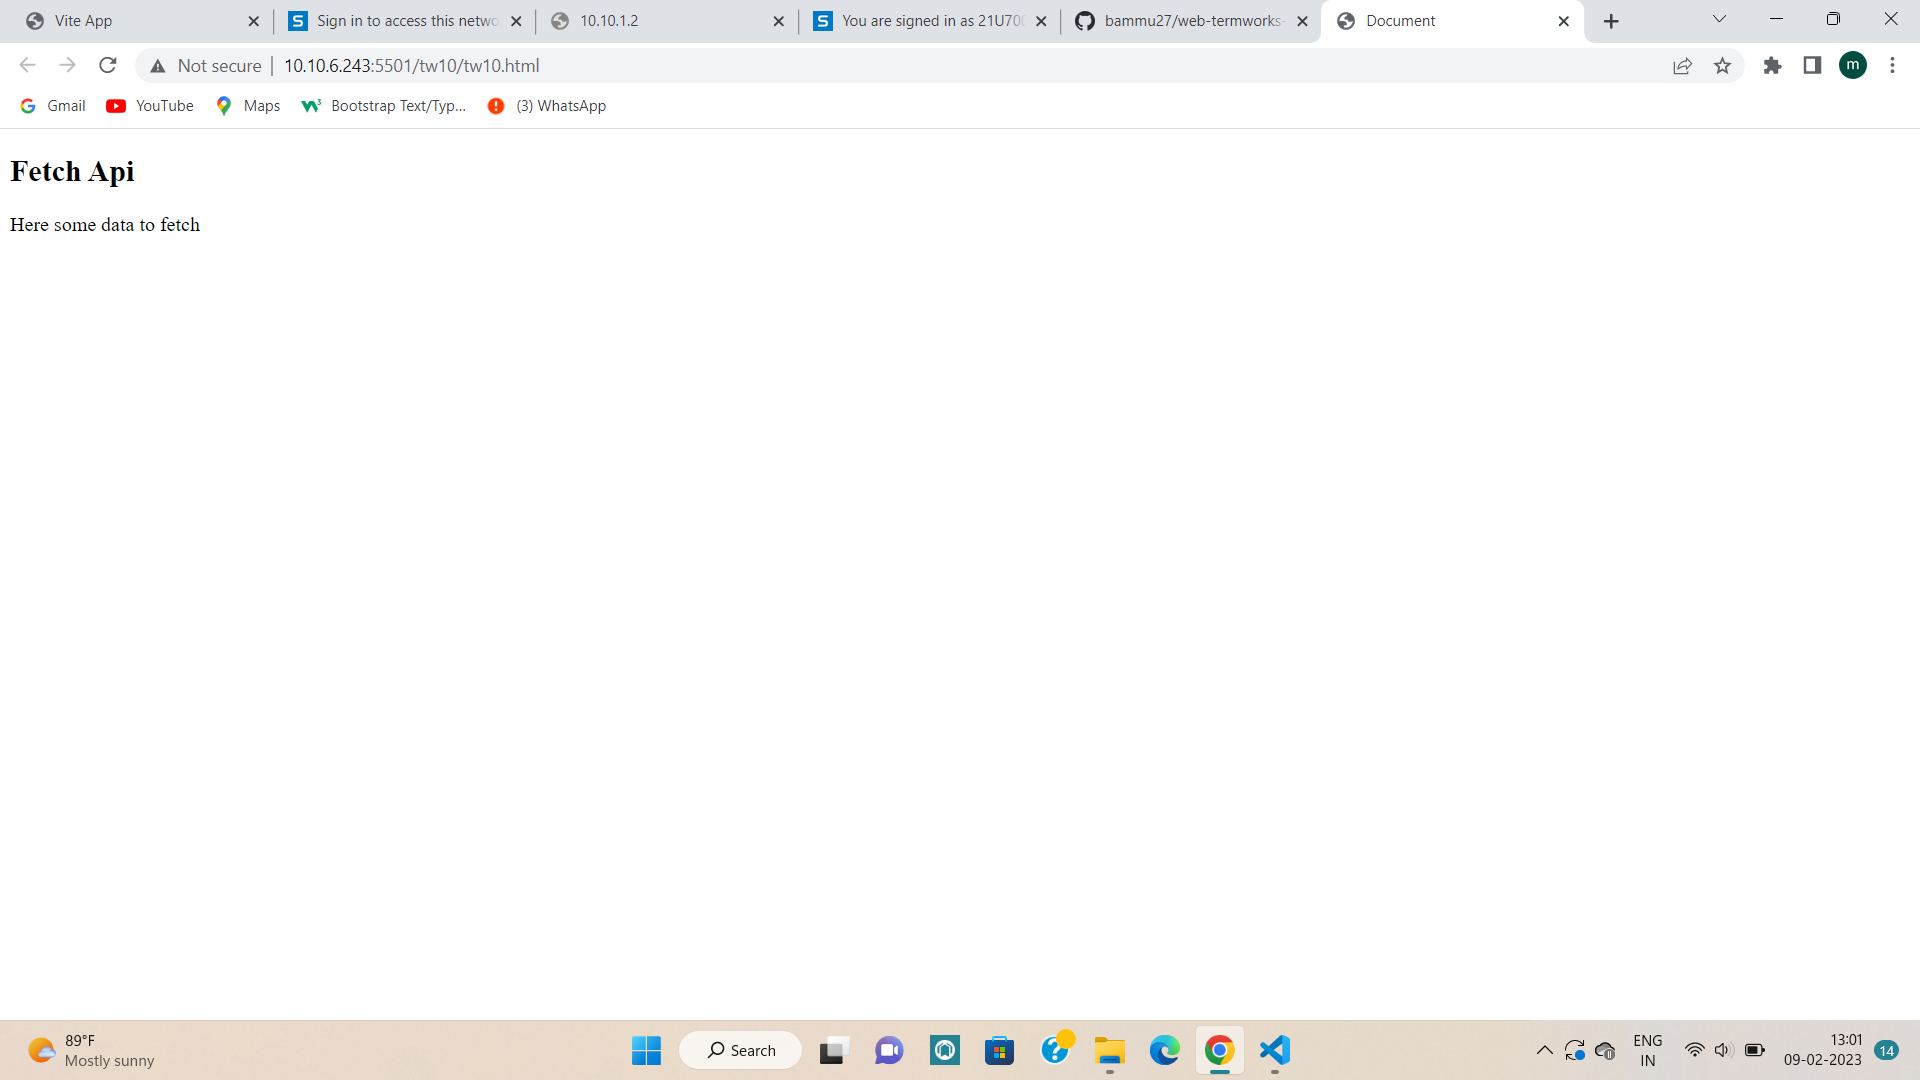 Vite App
Sign in to access this netwo
10.10.1.2
You are signed in as 21U70
bammu27/web-termworks-
Document
Not secure
10.10.6.243:5501/tw10/tw10.html
m
Gmail
YouTube
Maps
Bootstrap Text/Typ...
(3) WhatsApp
Fetch Api
Here some data to fetch
89°F
Mostly sunny
Search
ENG
IN
13:01
09-02-2023
14